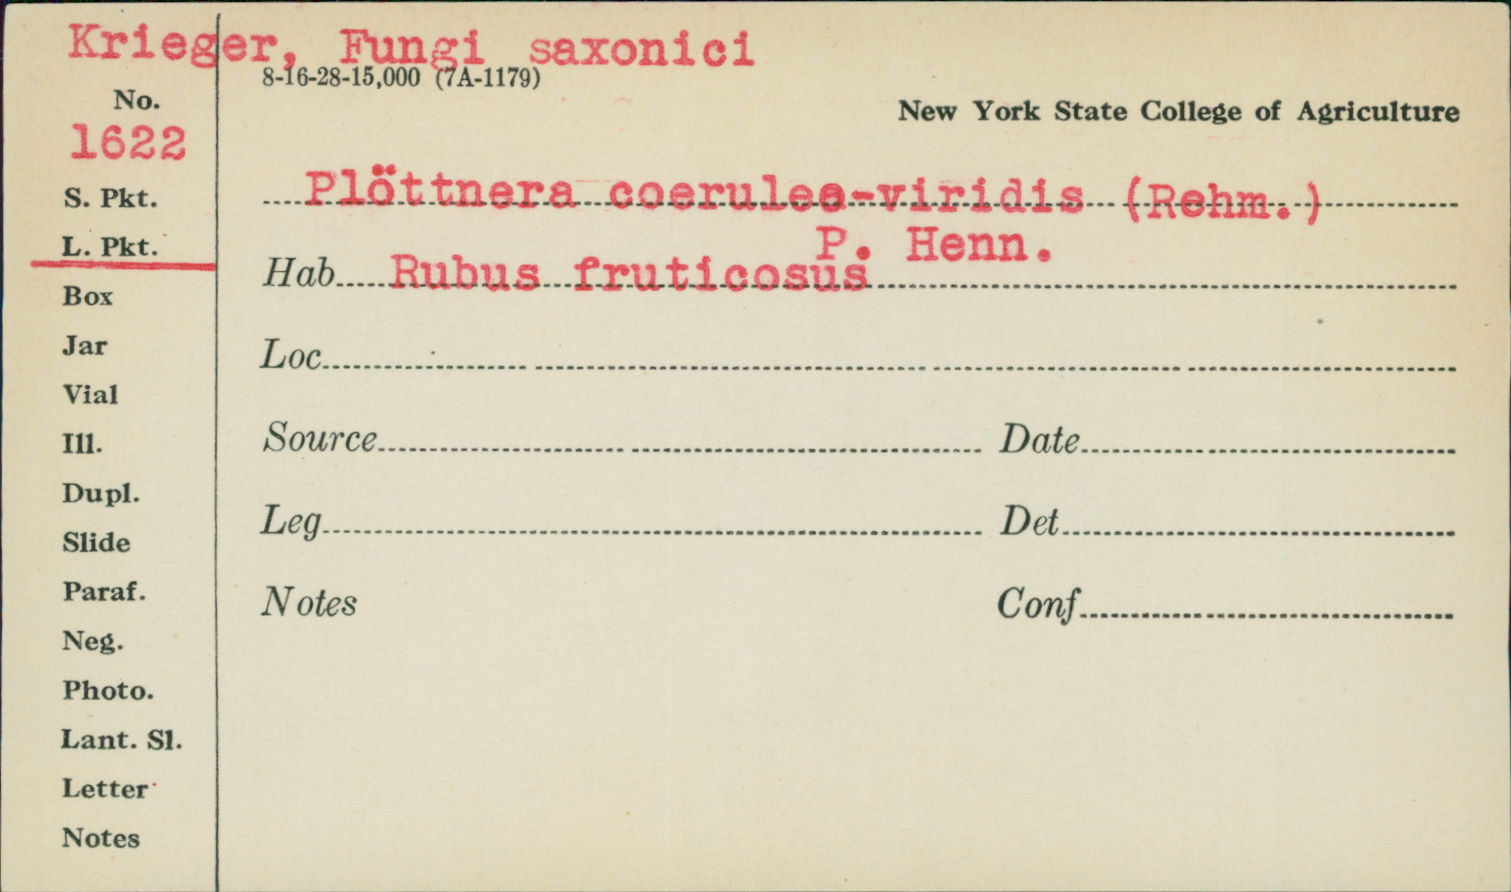 Krieger, Fungi saxonici
8-16-28-15,000 (7A-1179)
No.
New York State College of Agriculture
1622
Plöttnera coerulea-viridis (Rehm.)
S. Pkt.
P. Henn.
L. Pkt.
Hab Rubus fruticosus
Box
Jar
Loc
Vial
Ill.
Source Date
Dupl.
Leg Det
Slide
Paraf.
Notes Conf
Neg.
Photo.
Lant. Sl.
Letter
Notes